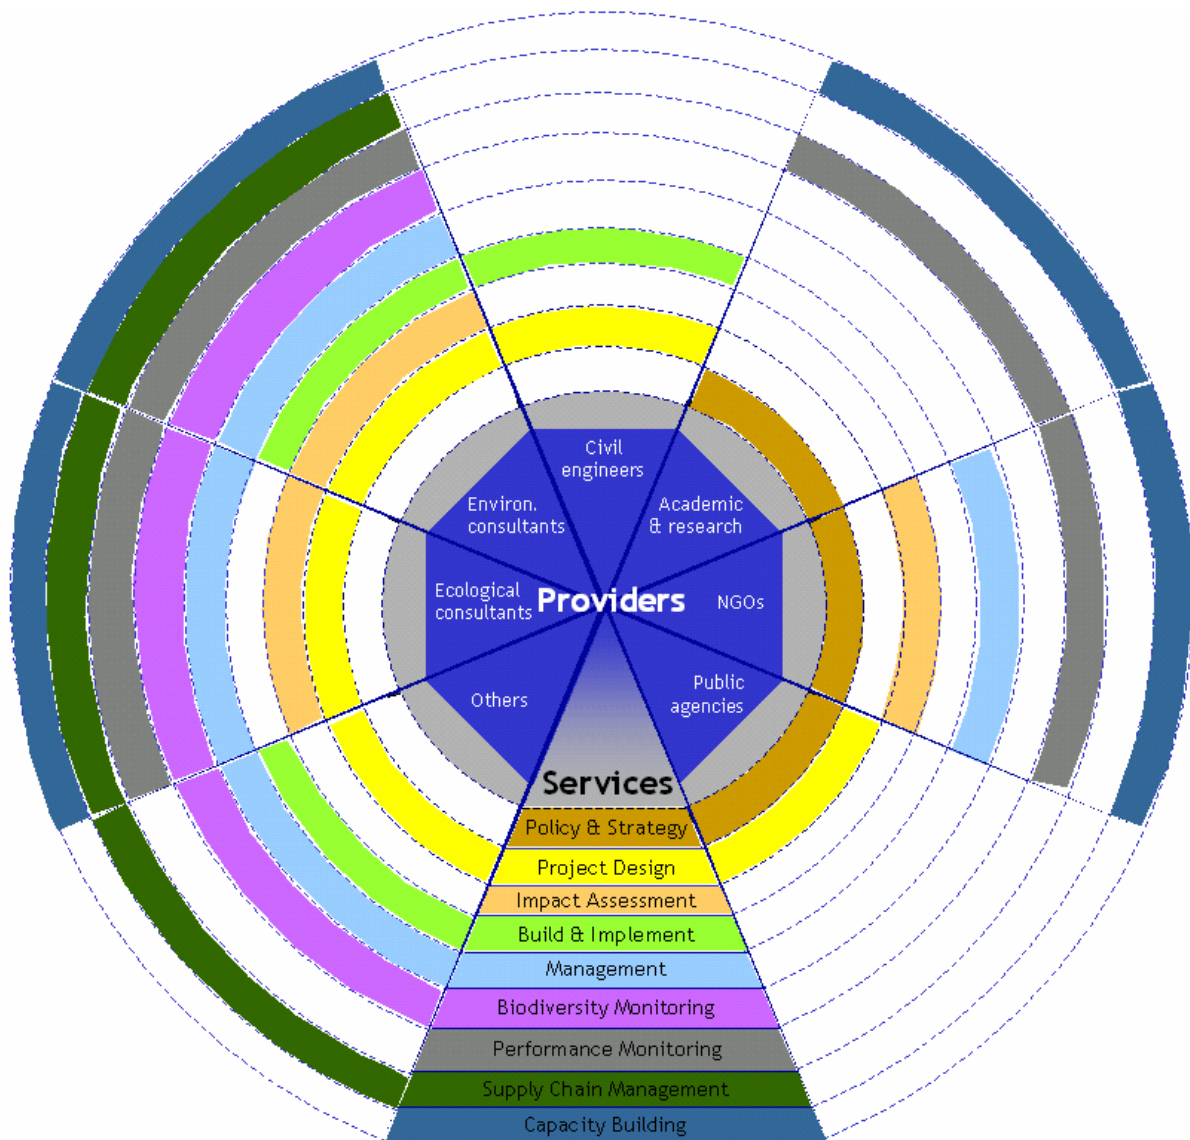 Civil
engineers
Environ.
consultants
Academic
& research
Ecological
consultants
Providers
NGOs
Others
Public
agencies
Services
Policy & Strategy
Project Design
Impact Assessment
Build & Implement
Management
Biodiversity Monitoring
Performance Monitoring
Supply Chain Management
Capacity Building